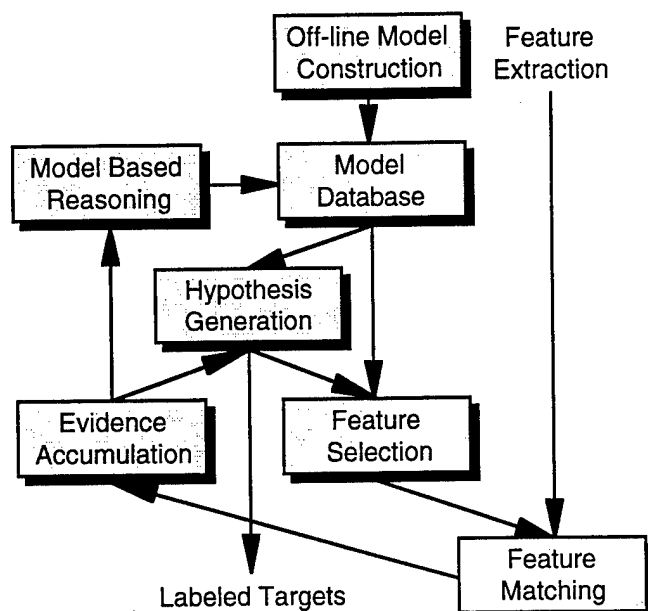 Off-line Model
Construction
Feature
Extraction
Model Based
Reasoning
Model
Database
Hypothesis
Generation
Evidence
Accumulation
Feature
Selection
Feature
Matching
Labeled Targets